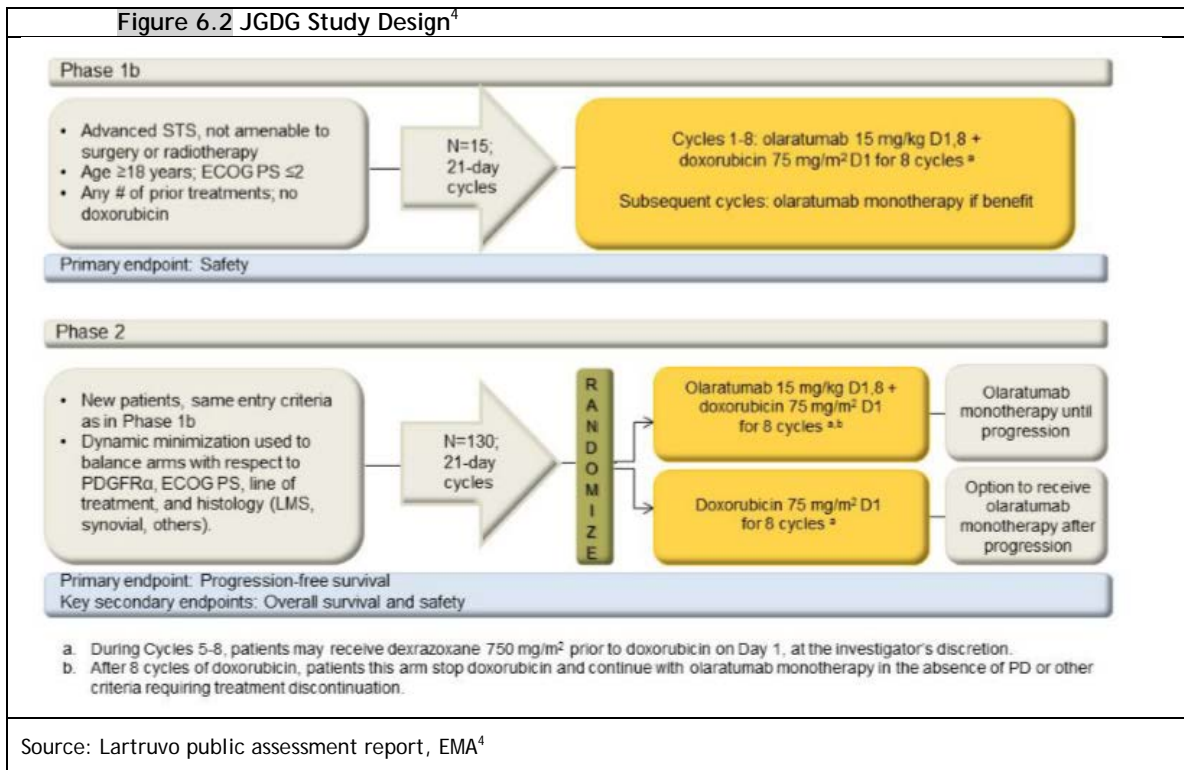 Figure 6.2 JGDG Study Design4
Phase 1b
• Advanced STS, not amenable to
surgery or radiotherapy
• Age ≥18 years; ECOG PS ≤2
• Any # of prior treatments; no
doxorubicin
N=15;
21-day
cycles
Cycles 1-8: olaratumab 15 mg/kg D1,8 +
doxorubicin 75 mg/m2 D1 for 8 cycles a
Subsequent cycles: olaratumab monotherapy if benefit
Primary endpoint: Safety
Phase 2
• New patients, same entry criteria
as in Phase 1b
• Dynamic minimization used to
balance arms with respect to
PDGFRα, ECOG PS, line of
treatment, and histology (LMS,
synovial, others).
N=130;
21-day
cycles
R
A
N
D
O
M
I
Z
E
Olaratumab 15 mg/kg D1,8 +
doxorubicin 75 mg/m2 D1
for 8 cycles a,b
Olaratumab
monotherapy until
progression
Doxorubicin 75 mg/m2 D1
for 8 cycles a
Option to receive
olaratumab
monotherapy after
progression
Primary endpoint: Progression-free survival
Key secondary endpoints: Overall survival and safety
a. During Cycles 5-8, patients may receive dexrazoxane 750 mg/m2 prior to doxorubicin on Day 1, at the investigator's discretion.
b. After 8 cycles of doxorubicin, patients this arm stop doxorubicin and continue with olaratumab monotherapy in the absence of PD or other
criteria requiring treatment discontinuation.
Source: Lartruvo public assessment report, EMA4